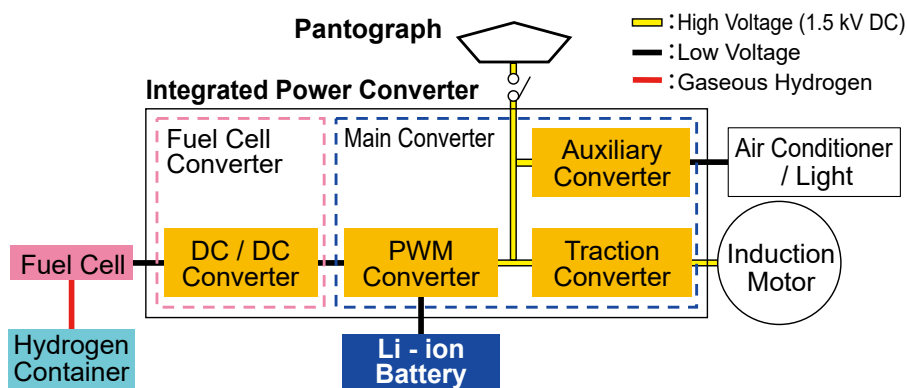 Pantograph
: High Voltage (1.5 kV DC)
: Low Voltage
: Gaseous Hydrogen
Integrated Power Converter
Fuel Cell
Converter
Main Converter
Auxiliary
Converter
Air Conditioner
/ Light
Fuel Cell
DC / DC
Converter
PWM
Converter
Traction
Converter
Induction
Motor
Hydrogen
Container
Li - ion
Battery